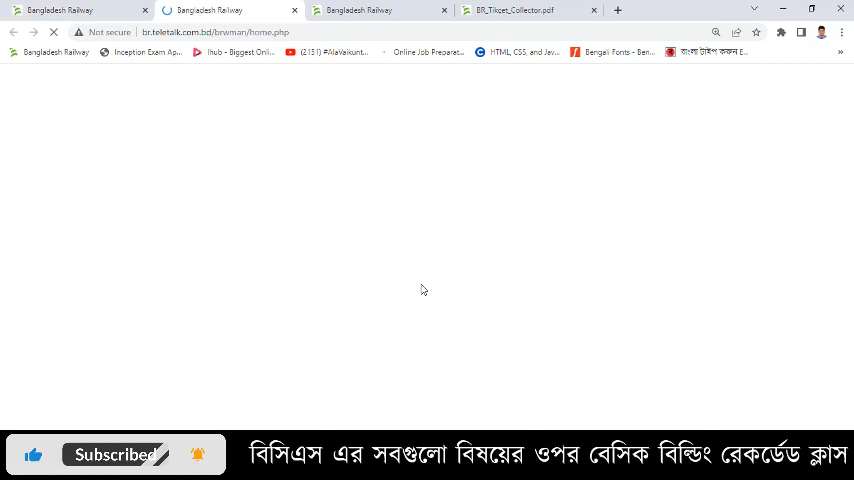 Bangladesh Railway
Bangladesh Railway
Bangladesh Railway
BR_Tikçet_Collector.pdf
Not secure
br.teletalk.com.bd/brwman/home.php
Bangladesh Railway
Inception Exam Ap...
Ihub - Biggest Onli...
(2151) #AlaVaikunt...
Online Job Preparat...
HTML, CSS, and Jav...
Bengali Fonts - Ben...
বাংলা টাইপ করুন E...
»
Subscribed
বিসিএস এর সবগুলো বিষয়ের ওপর বেসিক বিল্ডিং রেকর্ডেড ক্লাস